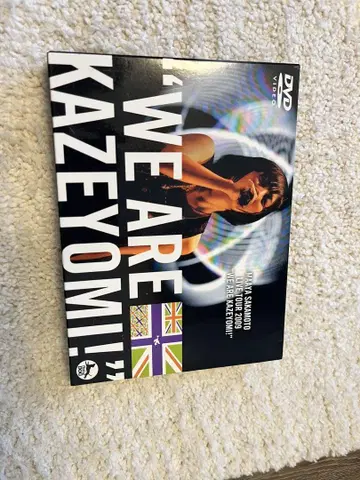 DVD
VIDEO
MAAYA SAKAMOTO
LIVE TOUR 2009
"WE ARE KAZEYOMI!"
"WE ARE
KAZEYOMI!"